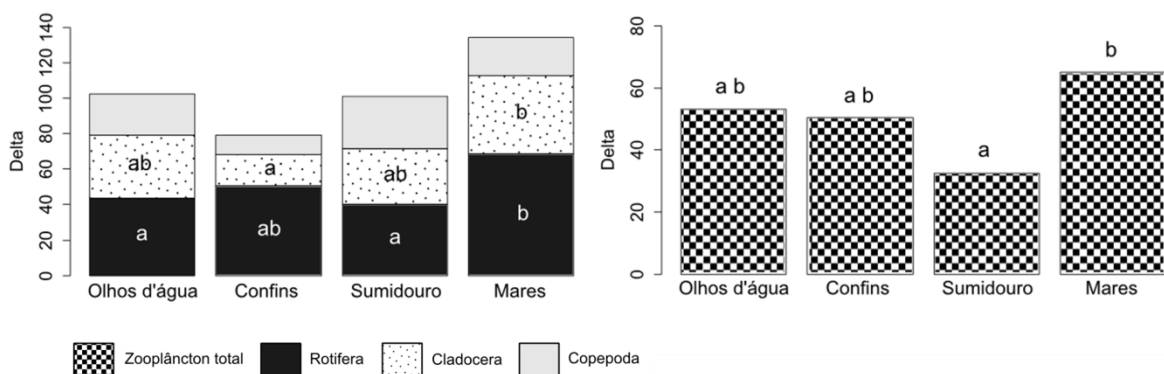 Delta
0 20 40 60 80 100 120 140
ab
a
ab
b
a
ab
a
b
Olhos d'água Confins Sumidouro Mares
Delta
0 20 40 60 80
a b
a b
a
b
Olhos d'água Confins Sumidouro Mares
Zooplâncton total Rotifera Cladocera Copepoda